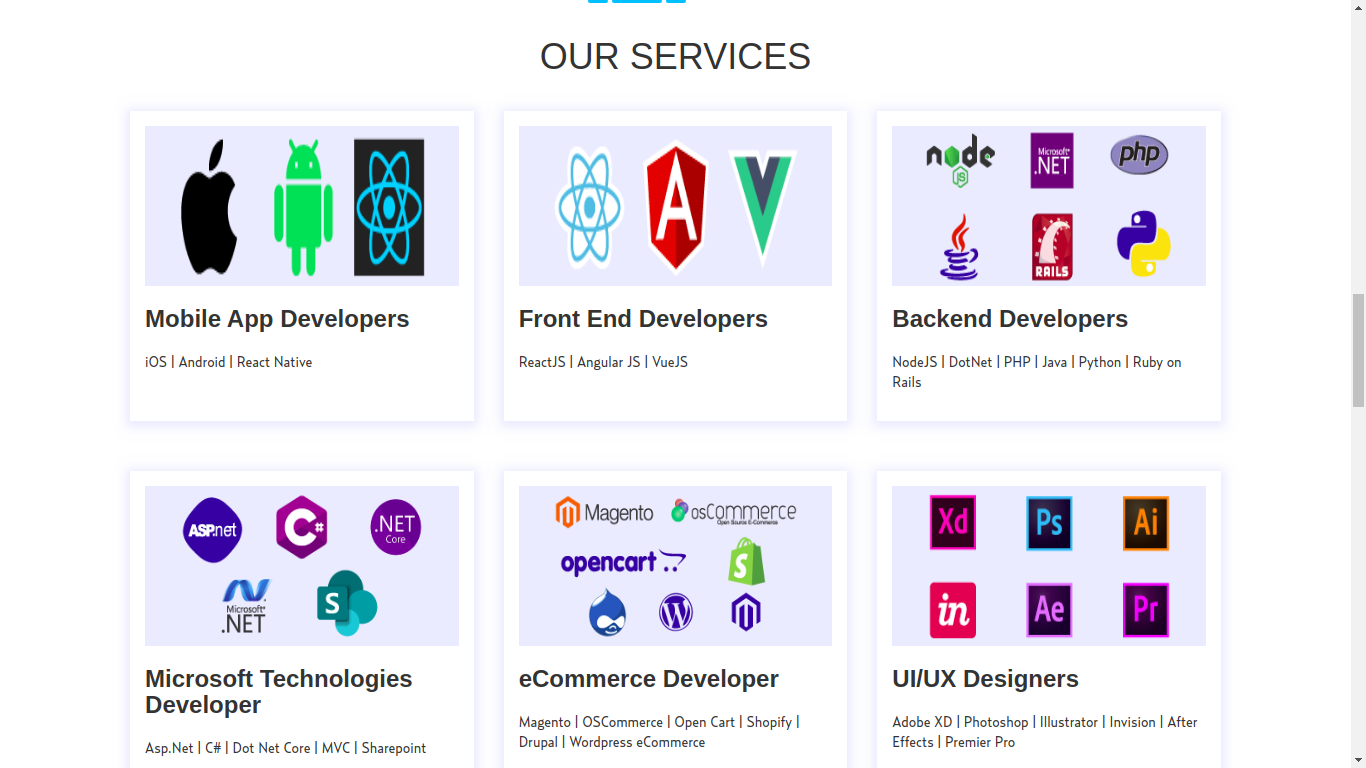 OUR SERVICES
node
JS
Microsoft
.NET
php
RAILS
Mobile App Developers
Front End Developers
Backend Developers
iOS | Android | React Native
ReactJS | Angular JS | VueJS
NodeJS | DotNet | PHP | Java | Python | Ruby on
Rails
ASP.net
C#
.NET
Core
Microsoft®
.NET
S
Magento
osCommerce
Open Source E-Commerce
opencart
S
W
Xd
Ps
Ai
in
Ae
Pr
Microsoft Technologies
Developer
eCommerce Developer
UI/UX Designers
Asp.Net | C# | Dot Net Core | MVC | Sharepoint
Magento | OSCommerce | Open Cart | Shopify |
Drupal | Wordpress eCommerce
Adobe XD | Photoshop | Illustrator | Invision | After
Effects | Premier Pro